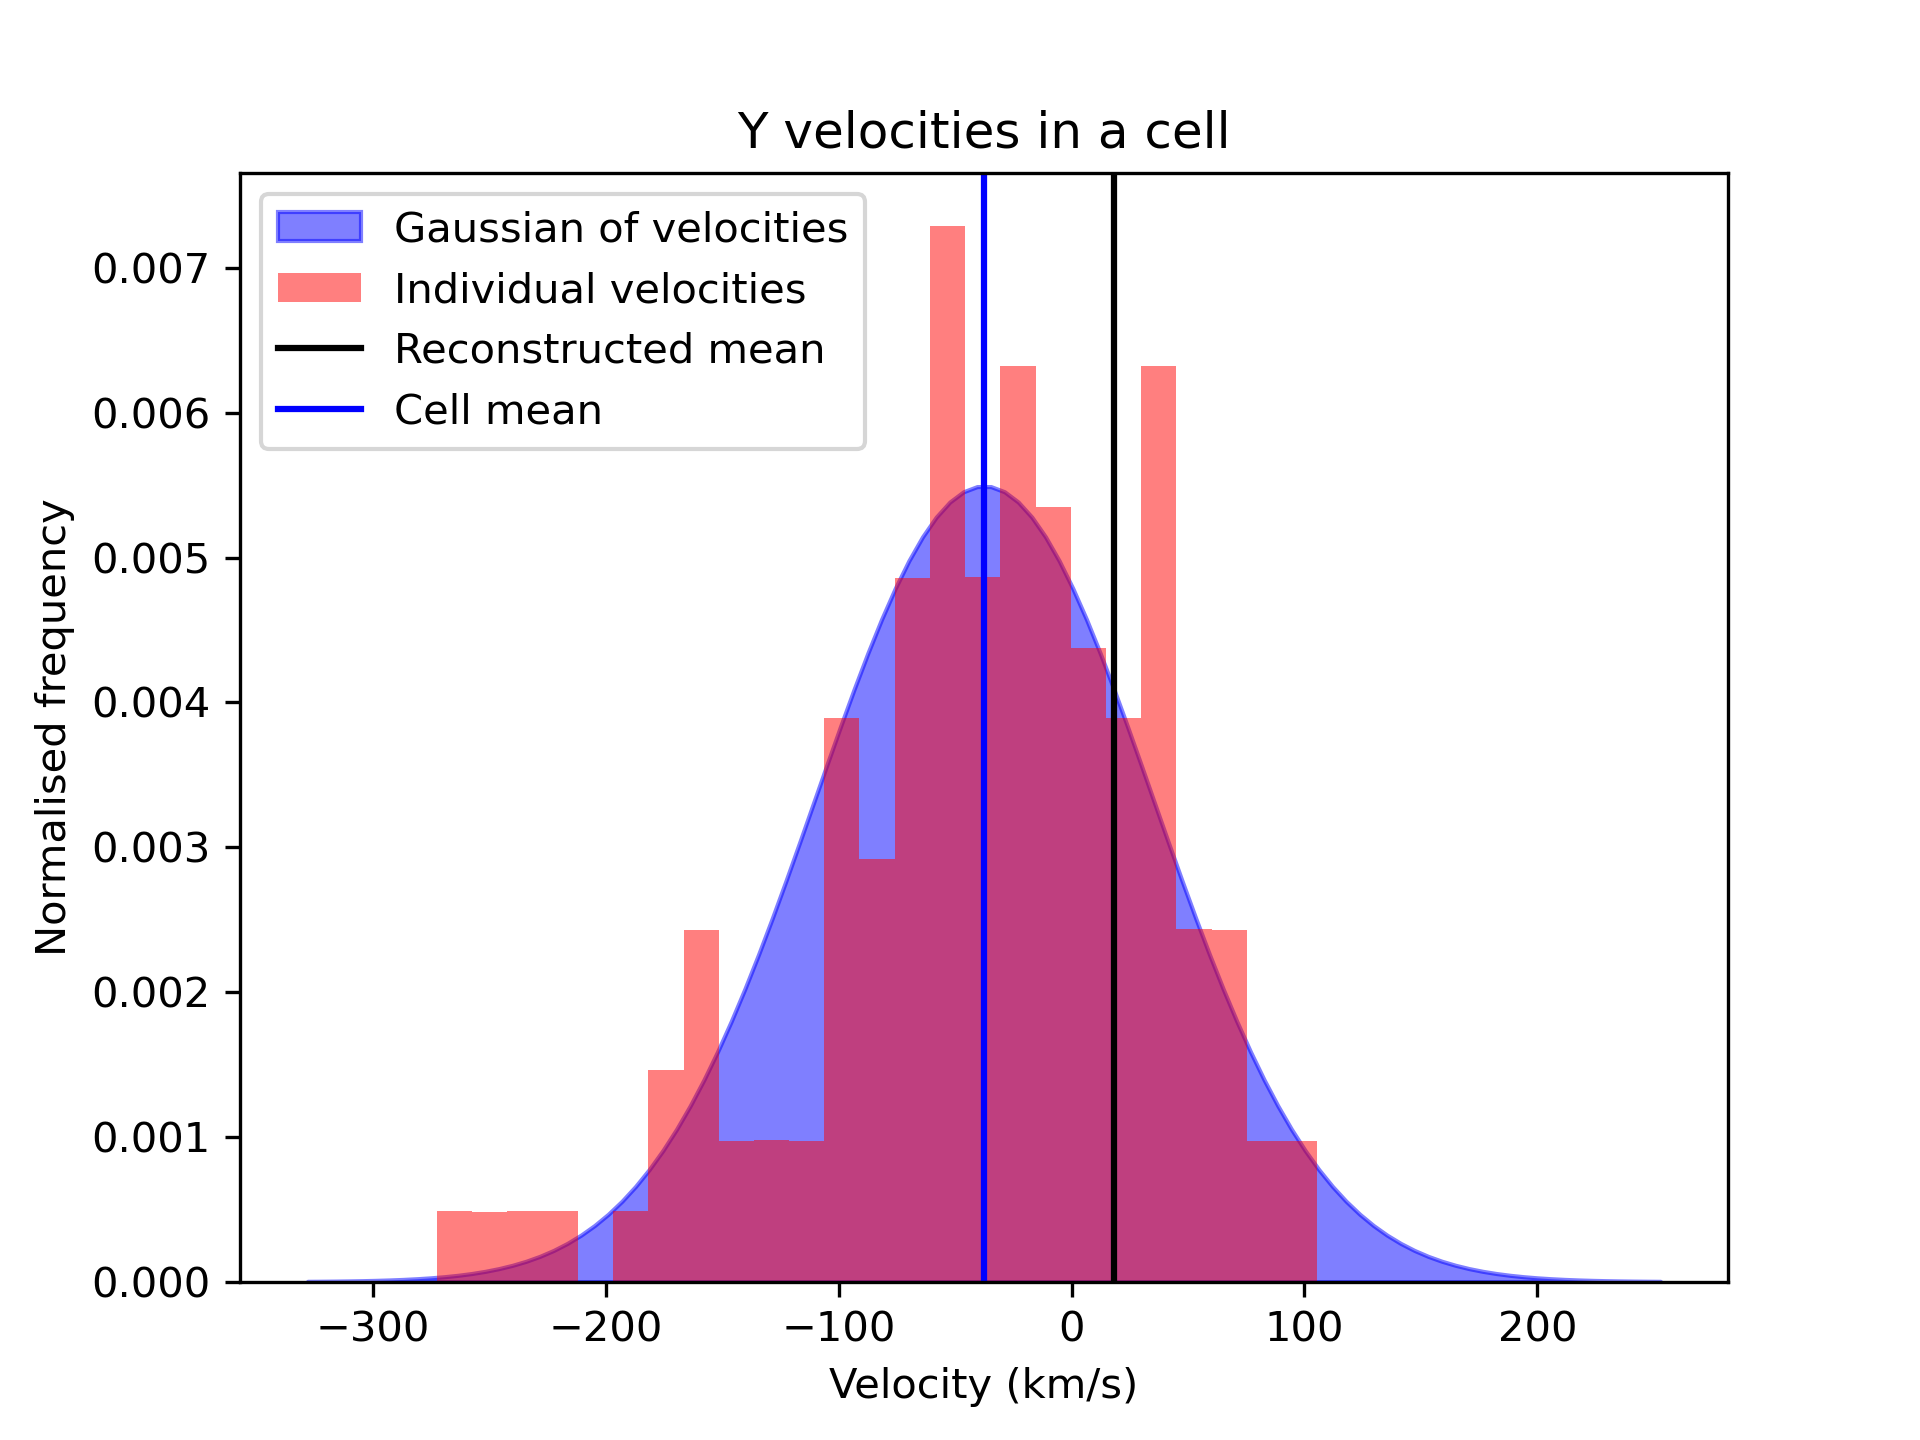 Y velocities in a cell
Gaussian of velocities
Individual velocities
Reconstructed mean
Cell mean
Normalised frequency
0.007
0.006
0.005
0.004
0.003
0.002
0.001
0.000
−300 −200 −100 0 100 200
Velocity (km/s)